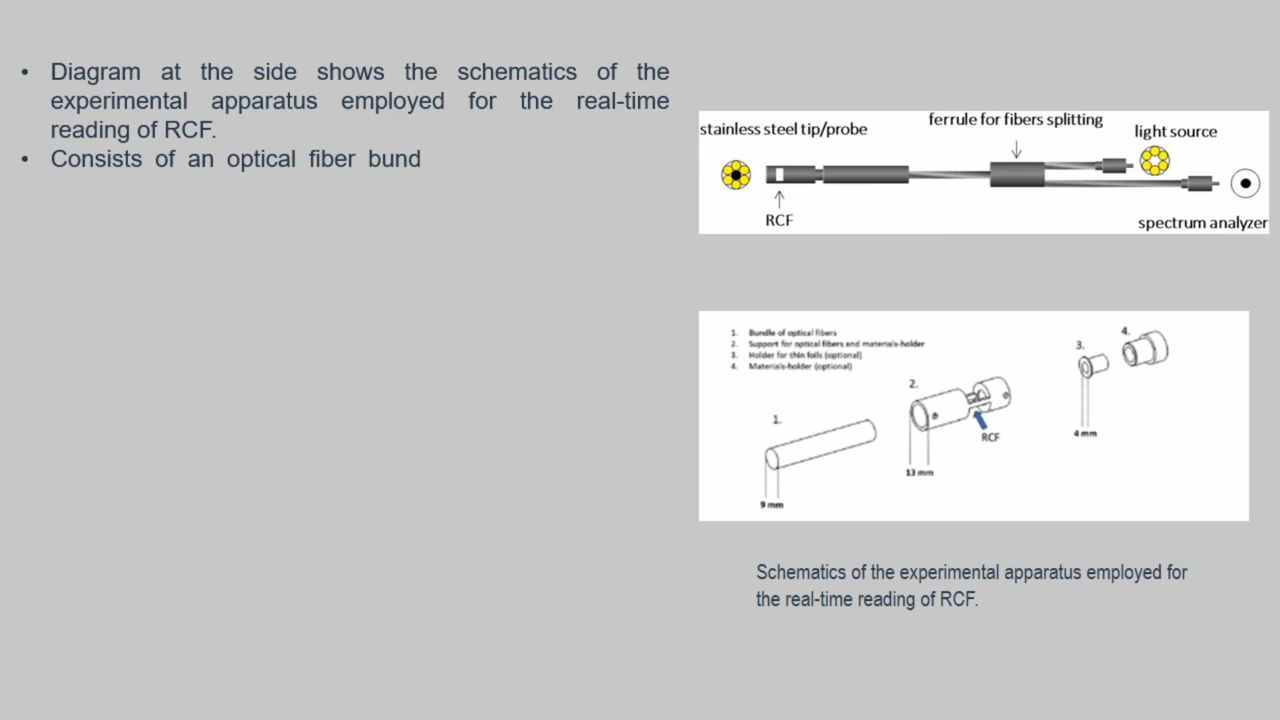 • Diagram at the side shows the schematics of the
experimental apparatus employed for the real-time
reading of RCF.
• Consists of an optical fiber bund
stainless steel tip/probe
ferrule for fibers splitting
light source
RCF
spectrum analyzer
1. Bundle of optical fibers
2. Support for optical fibers and materials-holder
3. Holder for thin foils (optional)
4. Materials-holder (optional)
4.
3.
2.
1.
RCF
4 mm
13 mm
9 mm
Schematics of the experimental apparatus employed for
the real-time reading of RCF.